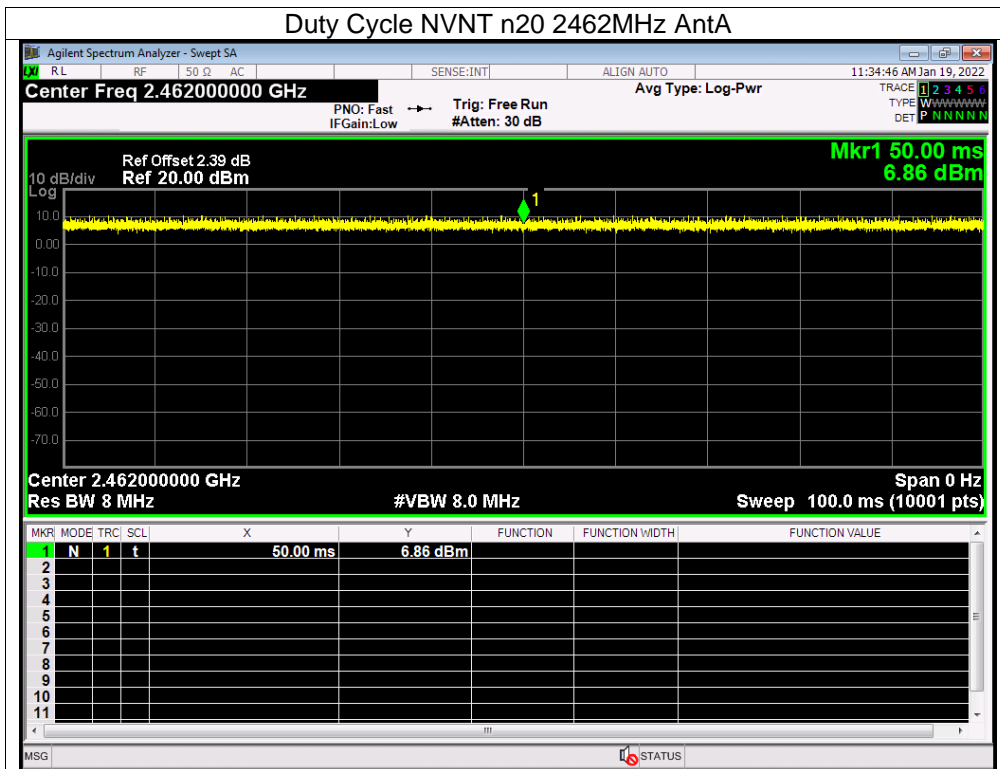 Duty Cycle NVNT n20 2462MHz AntA
Agilent Spectrum Analyzer - Swept SA
LXI RL RF 50 Ω AC SENSE:INT ALIGN AUTO 11:34:46 AM Jan 19, 2022
Center Freq 2.462000000 GHz Avg Type: Log-Pwr TRACE 1 2 3 4 5 6
PNO: Fast Trig: Free Run TYPE WWWWWW
IFGain:Low #Atten: 30 dB DET P N N N N N
Mkr1 50.00 ms
6.86 dBm
Ref Offset 2.39 dB
10 dB/div Ref 20.00 dBm
Log
1
10.0
0.00
-10.0
-20.0
-30.0
-40.0
-50.0
-60.0
-70.0
Center 2.462000000 GHz Span 0 Hz
Res BW 8 MHz #VBW 8.0 MHz Sweep 100.0 ms (10001 pts)
MKR MODE TRC SCL X Y FUNCTION FUNCTION WIDTH FUNCTION VALUE
1 N 1 t 50.00 ms 6.86 dBm
2
3
4
5
6
7
8
9
10
11
MSG STATUS